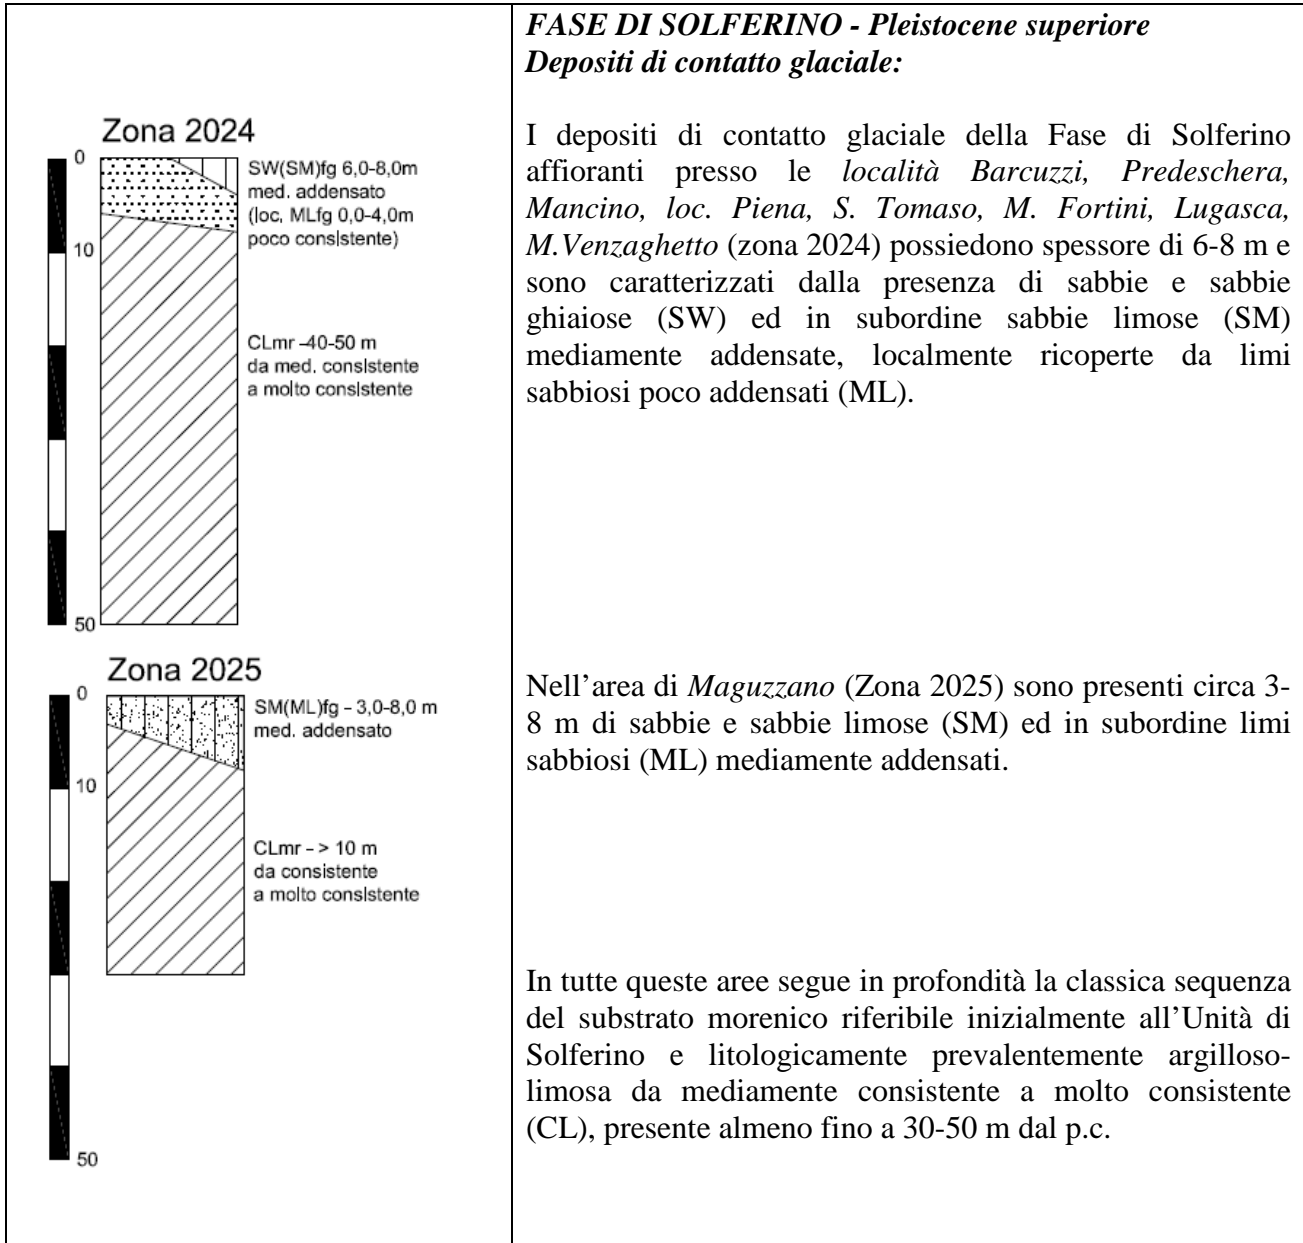 Zona 2024
0
10
50
SW(SM)fg 6,0-8,0m
med. addensato
(loc. MLfg 0,0-4,0m
poco consistente)
CLmr -40-50 m
da med. consistente
a molto consistente
Zona 2025
0
10
50
SM(ML)fg - 3,0-8,0 m
med. addensato
CLmr - > 10 m
da consistente
a molto consistente
FASE DI SOLFERINO - Pleistocene superiore
Depositi di contatto glaciale:
I depositi di contatto glaciale della Fase di Solferino
affioranti presso le località Barcuzzi, Predeschera,
Mancino, loc. Piena, S. Tomaso, M. Fortini, Lugasca,
M.Venzaghetto (zona 2024) possiedono spessore di 6-8 m e
sono caratterizzati dalla presenza di sabbie e sabbie
ghiaiose (SW) ed in subordine sabbie limose (SM)
mediamente addensate, localmente ricoperte da limi
sabbiosi poco addensati (ML).
Nell’area di Maguzzano (Zona 2025) sono presenti circa 3-
8 m di sabbie e sabbie limose (SM) ed in subordine limi
sabbiosi (ML) mediamente addensati.
In tutte queste aree segue in profondità la classica sequenza
del substrato morenico riferibile inizialmente all’Unità di
Solferino e litologicamente prevalentemente argilloso-
limosa da mediamente consistente a molto consistente
(CL), presente almeno fino a 30-50 m dal p.c.